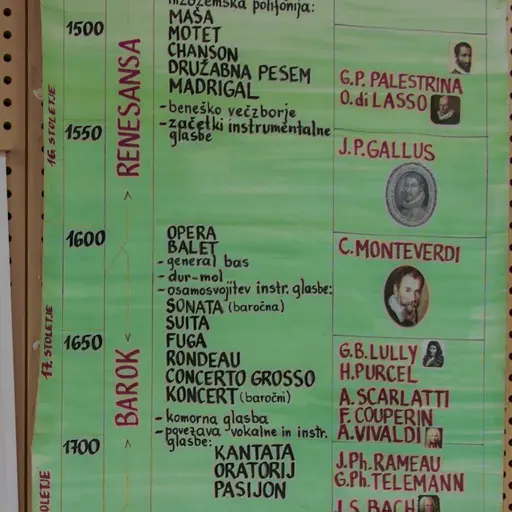 nizozemska polifonija:
1500
MAŠA
MOTET
CHANSON
DRUŽABNA PESEM
MADRIGAL
- beneško večzborje
- začetki instrumentalne
glasbe
16. STOLETJE
RENESANSA
G.P. PALESTRINA
O. di LASSO
1550
J.P. GALLUS
1600
OPERA
BALET
- general bas
- dur-mol
- osamosvojitev instr. glasbe:
SONATA (baročna)
SUITA
FUGA
RONDEAU
CONCERTO GROSSO
KONCERT (baročni)
- komorna glasba
- povezava vokalne in instr.
glasbe:
KANTATA
ORATORIJ
PASIJON
C. MONTEVERDI
17. STOLETJE
1650
BAROK
G.B. LULLY
H. PURCEL
A. SCARLATTI
F. COUPERIN
A. VIVALDI
1700
J.Ph. RAMEAU
G.Ph. TELEMANN
J.S. BACH
OLETJE